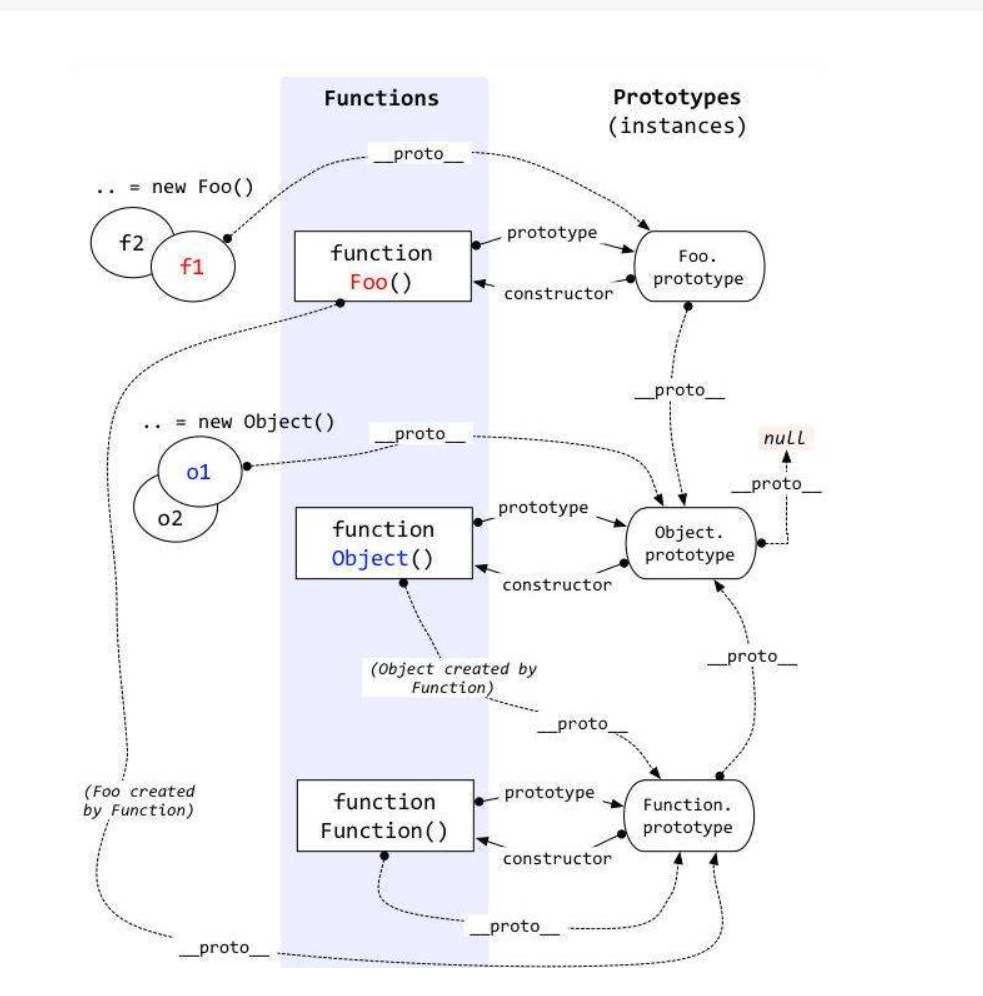 Functions
Prototypes
(instances)
__proto__
.. = new Foo()
f2
f1
function
Foo()
prototype
constructor
Foo.
prototype
__proto__
.. = new Object()
__proto__
null
__proto__
o1
o2
function
Object()
prototype
constructor
Object.
prototype
(Object created by
Function)
__proto__
__proto__
(Foo created
by Function)
function
Function()
prototype
constructor
Function.
prototype
__proto__
__proto__